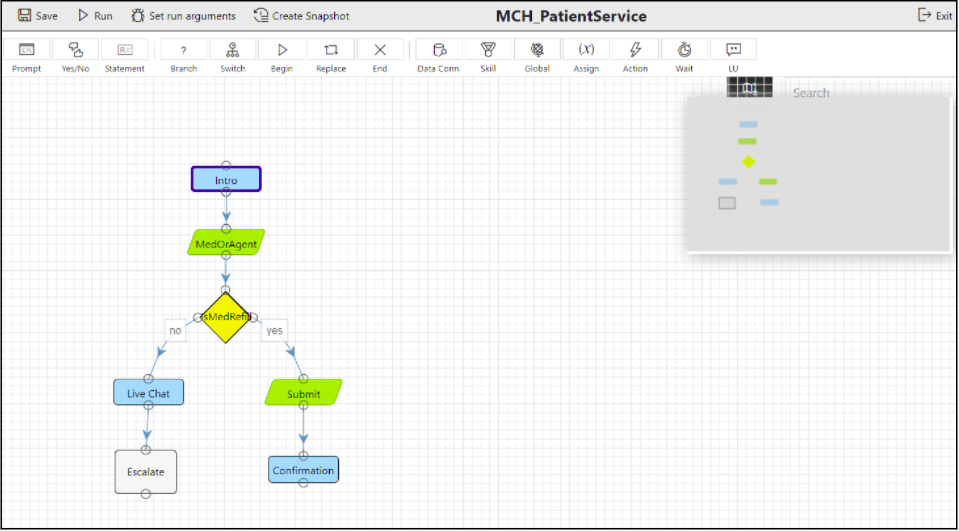 Save Run Set run arguments Create Snapshot MCH_PatientService Exit
Prompt Yes/No Statement Branch Switch Begin Replace End Data Conn. Skill Global Assign Action Wait LU
Search
Intro
MedOrAgent
IsMedRefill
no yes
Live Chat Submit
Escalate Confirmation